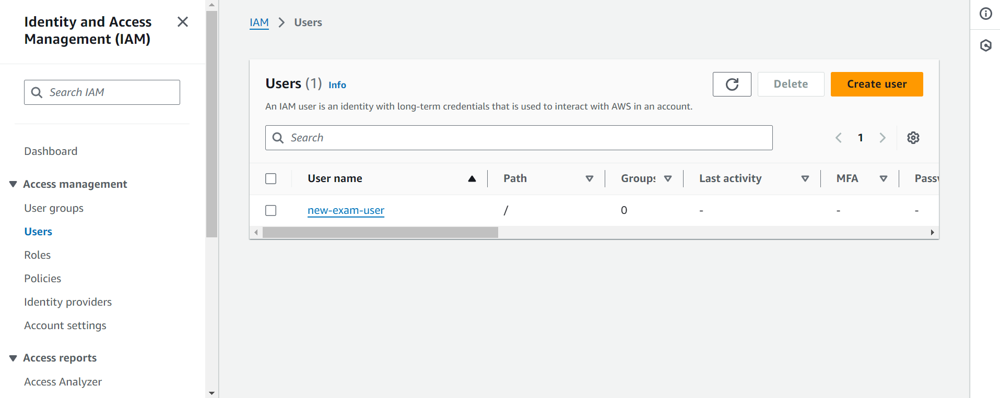 Identity and Access
Management (IAM)
Search IAM
Dashboard
Access management
User groups
Users
Roles
Policies
Identity providers
Account settings
Access reports
Access Analyzer
IAM > Users
Users (1) Info
Delete
Create user
An IAM user is an identity with long-term credentials that is used to interact with AWS in an account.
Search
1
User name Path Groups Last activity MFA Passw
new-exam-user / 0 - - -